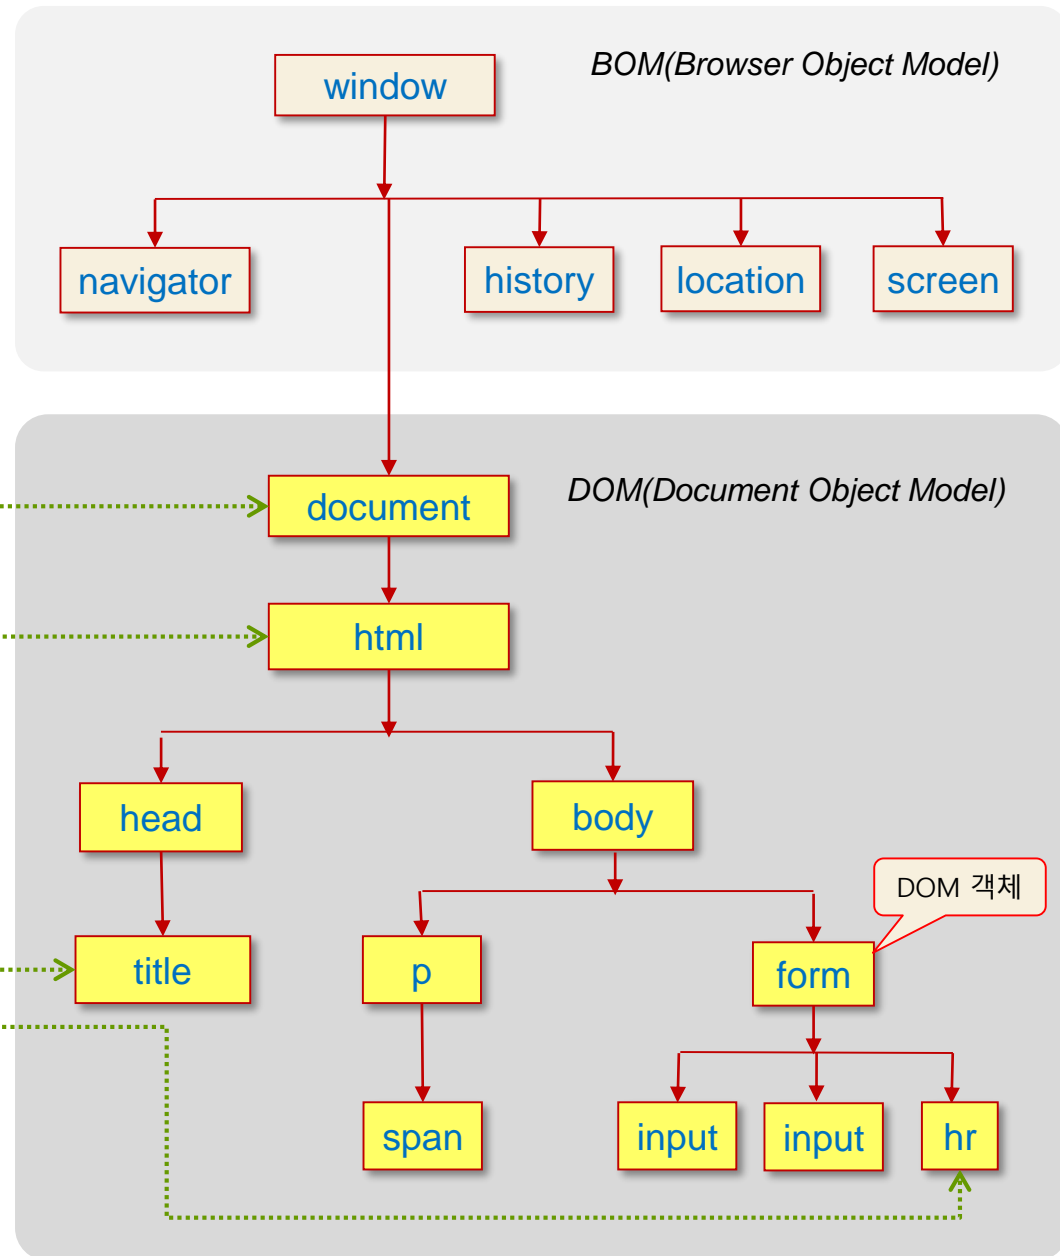 BOM(Browser Object Model)
window
navigator
history
location
screen
DOM(Document Object Model)
document
html
head
body
DOM 객체
title
p
form
span
input
input
hr